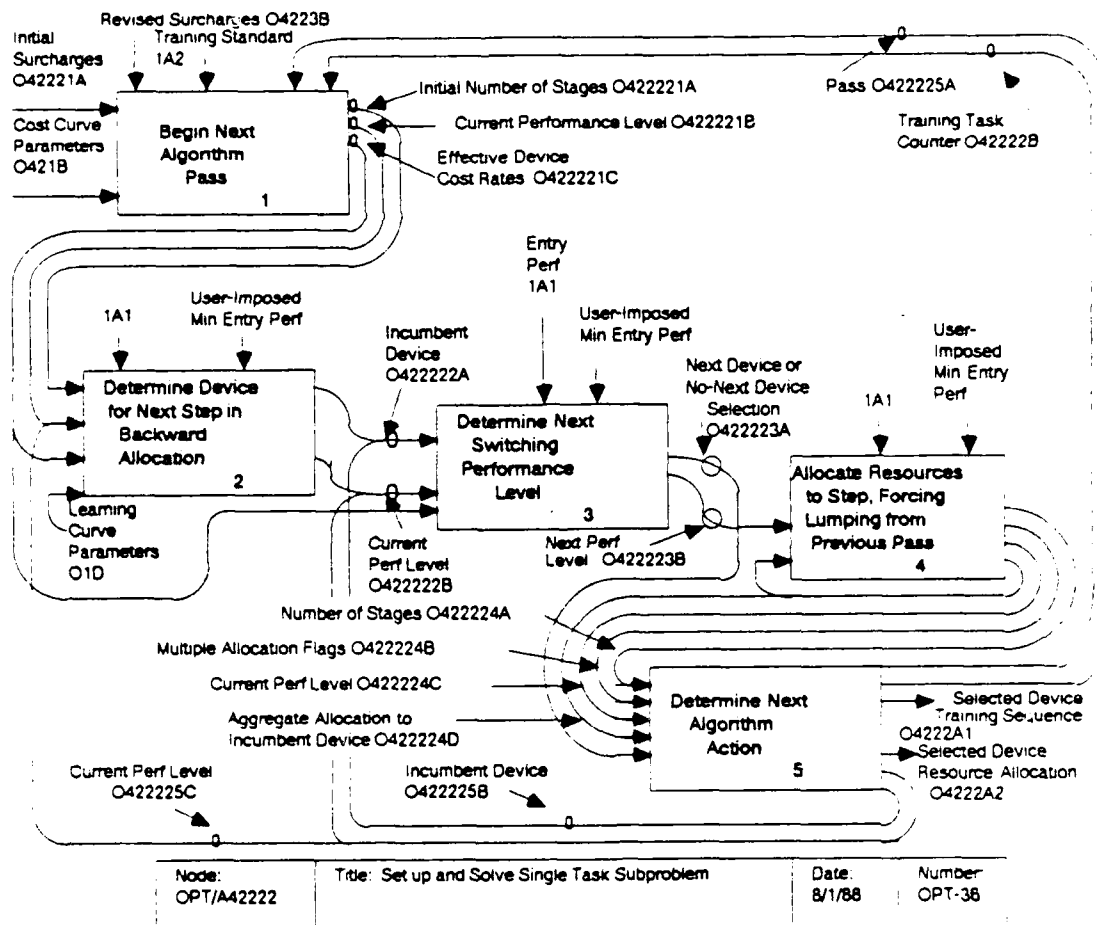 Revised Surcharges O4223B
Initial
Surcharges
O42221A
Training Standard
1A2
Cost Curve
Parameters
O421B
Begin Next
Algorithm
Pass
1
Initial Number of Stages O422221A
Current Performance Level O422221B
Effective Device
Cost Rates O422221C
Pass O422225A
Training Task
Counter O42222B
1A1
User-Imposed
Min Entry Perf
Determine Device
for Next Step in
Backward
Allocation
2
Learning
Curve
Parameters
O1D
Incumbent
Device
O422222A
Current
Perf Level
O422222B
Entry
Perf
1A1
User-Imposed
Min Entry Perf
Determine Next
Switching
Performance
Level
3
Next Device or
No-Next Device
Selection
O422223A
Next Perf
Level O422223B
1A1
User-
Imposed
Min Entry
Perf
Allocate Resources
to Step, Forcing
Lumping from
Previous Pass
4
Number of Stages O422224A
Multiple Allocation Flags O422224B
Current Perf Level O422224C
Aggregate Allocation to
Incumbent Device O422224D
Determine Next
Algorithm
Action
5
Selected Device
Training Sequence
O4222A1
Selected Device
Resource Allocation
O4222A2
Current Perf Level
O422225C
Incumbent Device
O422225B
Node:
OPT/A42222
Title: Set up and Solve Single Task Subproblem
Date:
8/1/88
Number
OPT-38